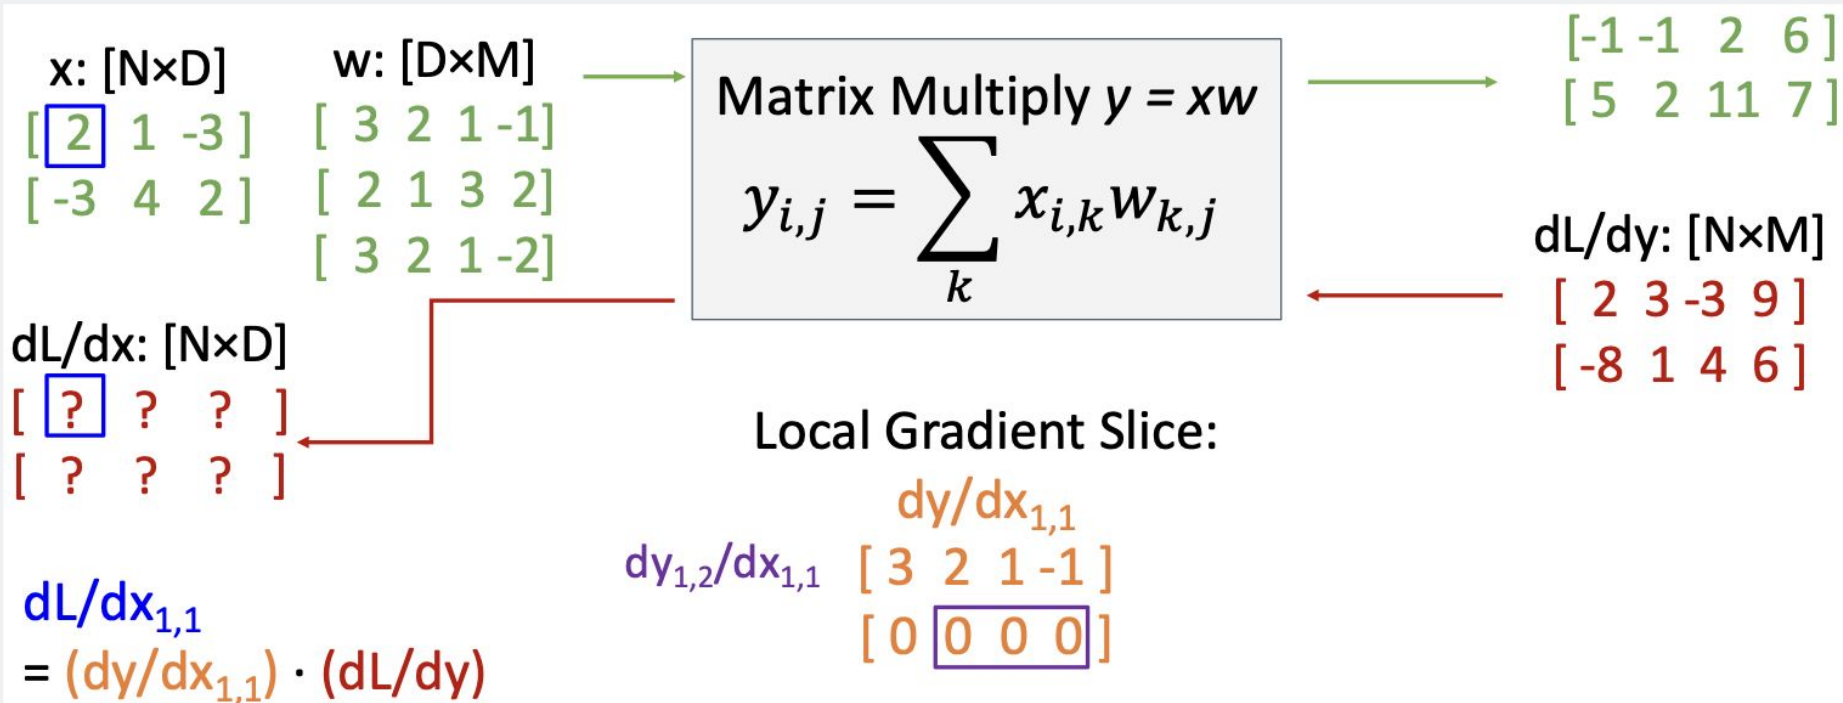 x: [N×D]
[ 2 1 -3 ]
[ -3 4 2 ]
w: [D×M]
[ 3 2 1 -1]
[ 2 1 3 2]
[ 3 2 1 -2]
Matrix Multiply y = xw
y_{i,j} = ∑_k x_{i,k}w_{k,j}
[-1 -1 2 6 ]
[ 5 2 11 7 ]
dL/dy: [N×M]
[ 2 3 -3 9 ]
[ -8 1 4 6 ]
dL/dx: [N×D]
[ ? ? ? ]
[ ? ? ? ]
Local Gradient Slice:
dy/dx_{1,1}
dy_{1,2}/dx_{1,1} [ 3 2 1 -1 ]
[ 0 0 0 0 ]
dL/dx_{1,1}
= (dy/dx_{1,1}) · (dL/dy)